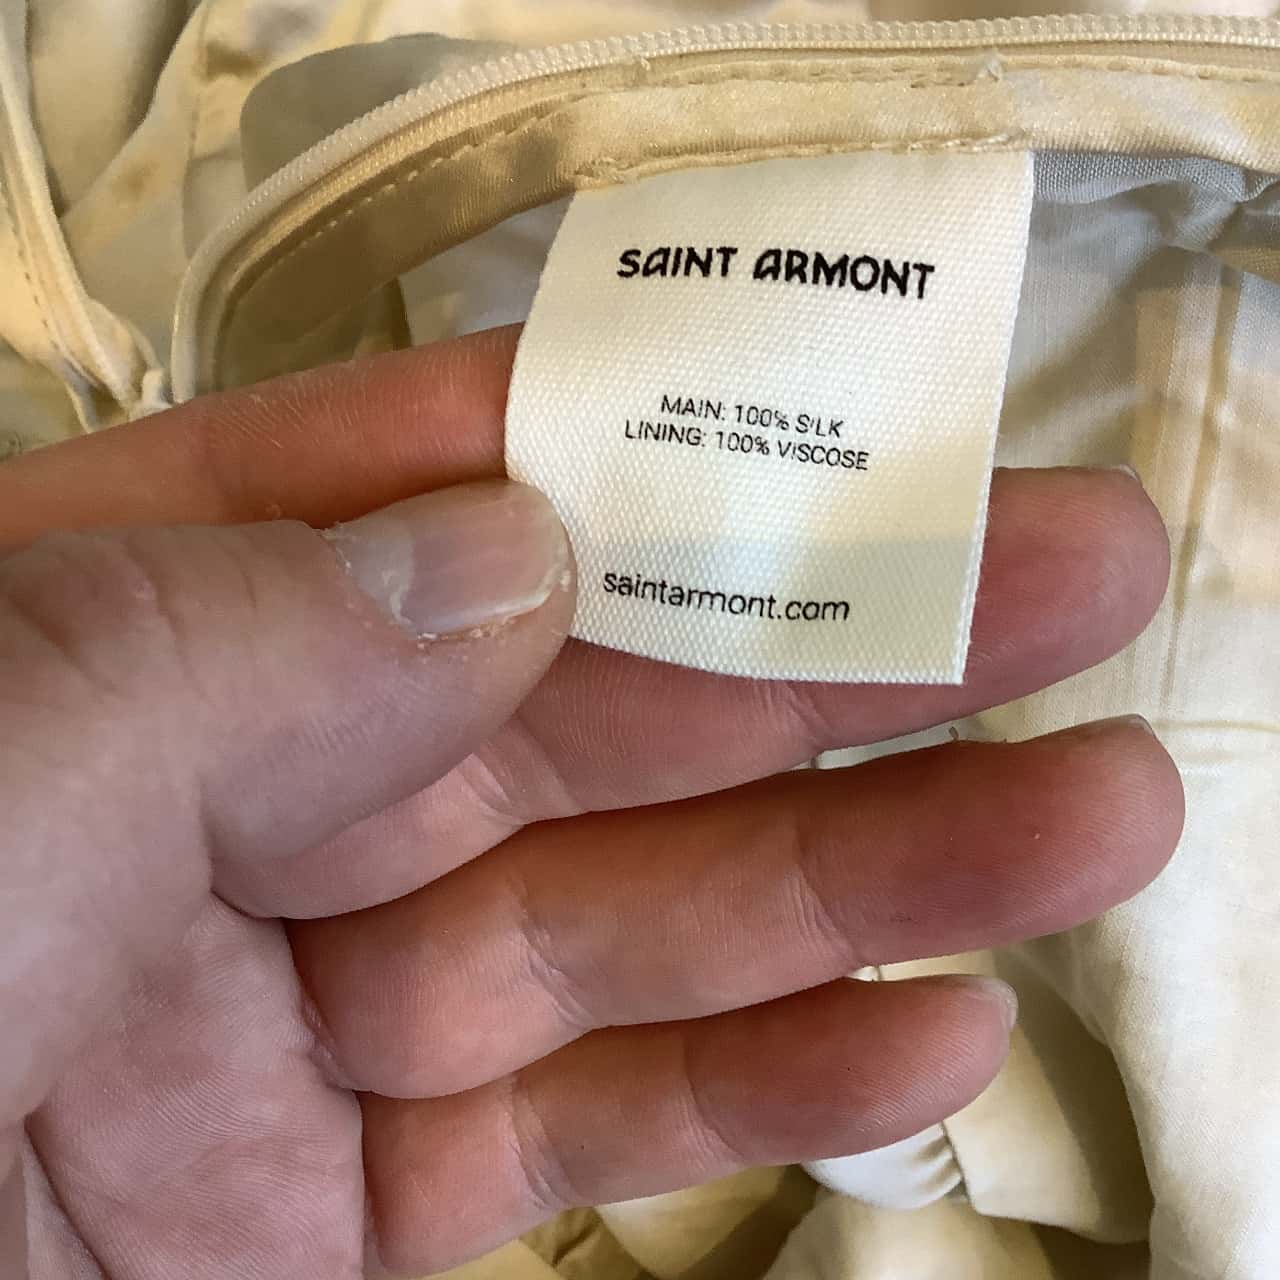 SAINT ARMONT
MAIN: 100% SILK
LINING: 100% VISCOSE
saintarmont.com